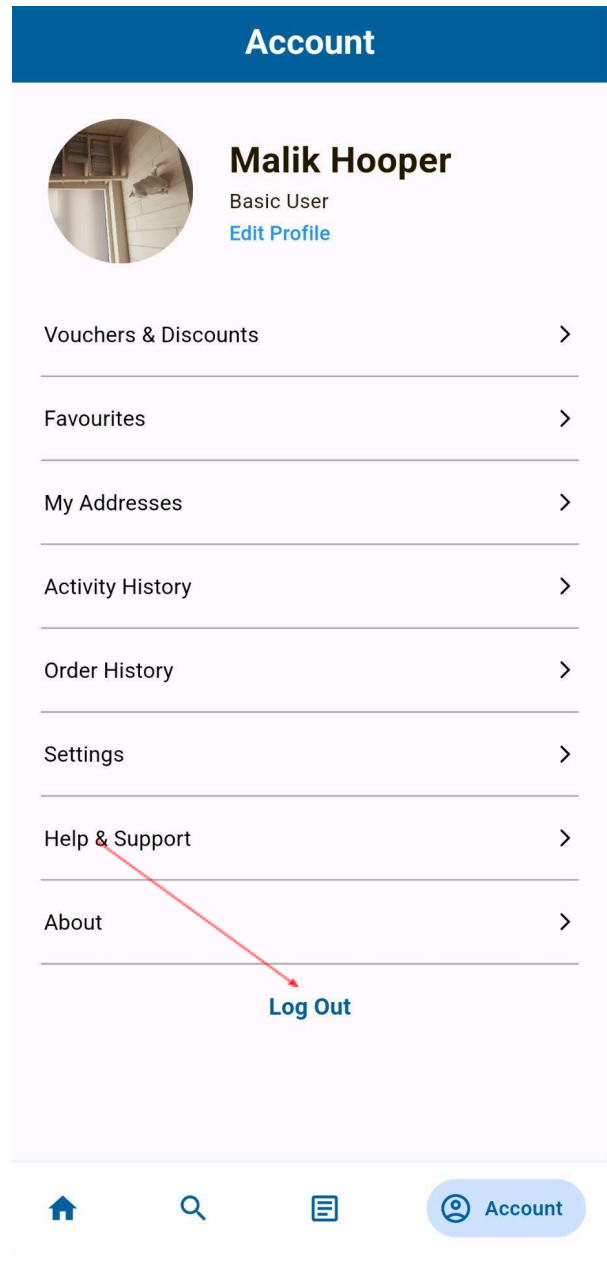 Account
Malik Hooper
Basic User
Edit Profile
Vouchers & Discounts
Favourites
My Addresses
Activity History
Order History
Settings
Help & Support
About
Log Out
Account